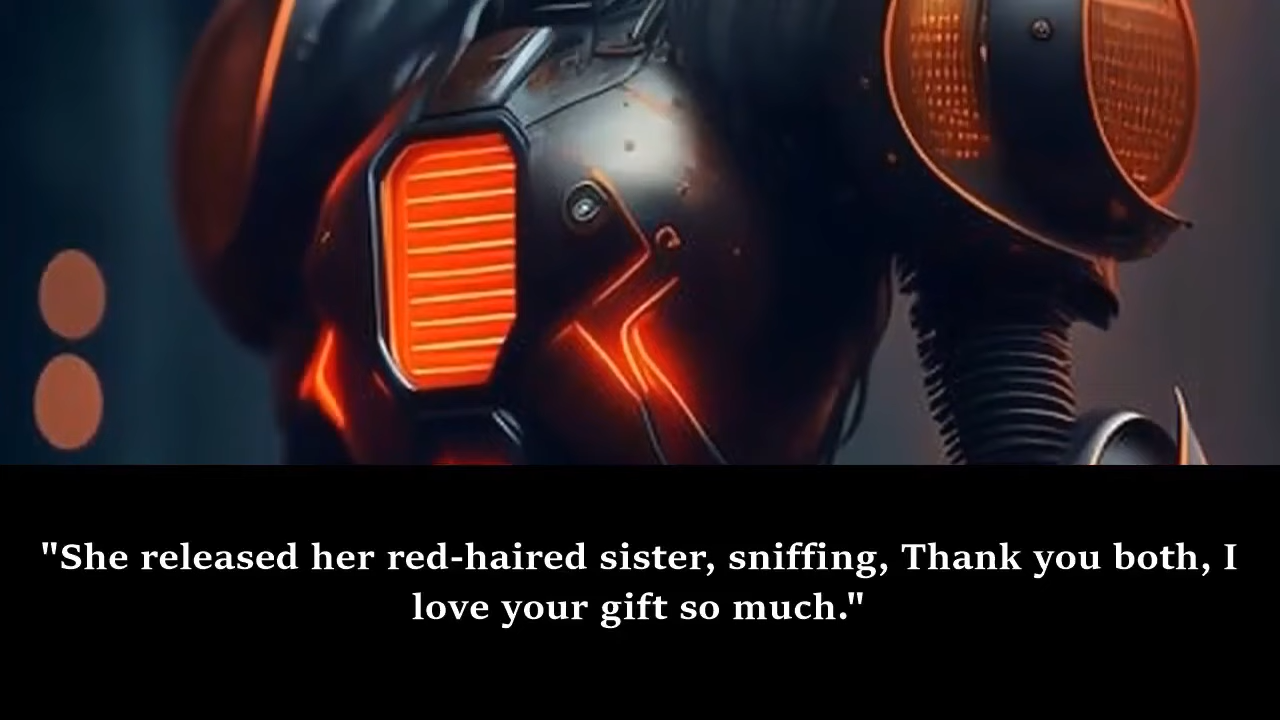 "She released her red-haired sister, sniffing, Thank you both, I
love your gift so much."